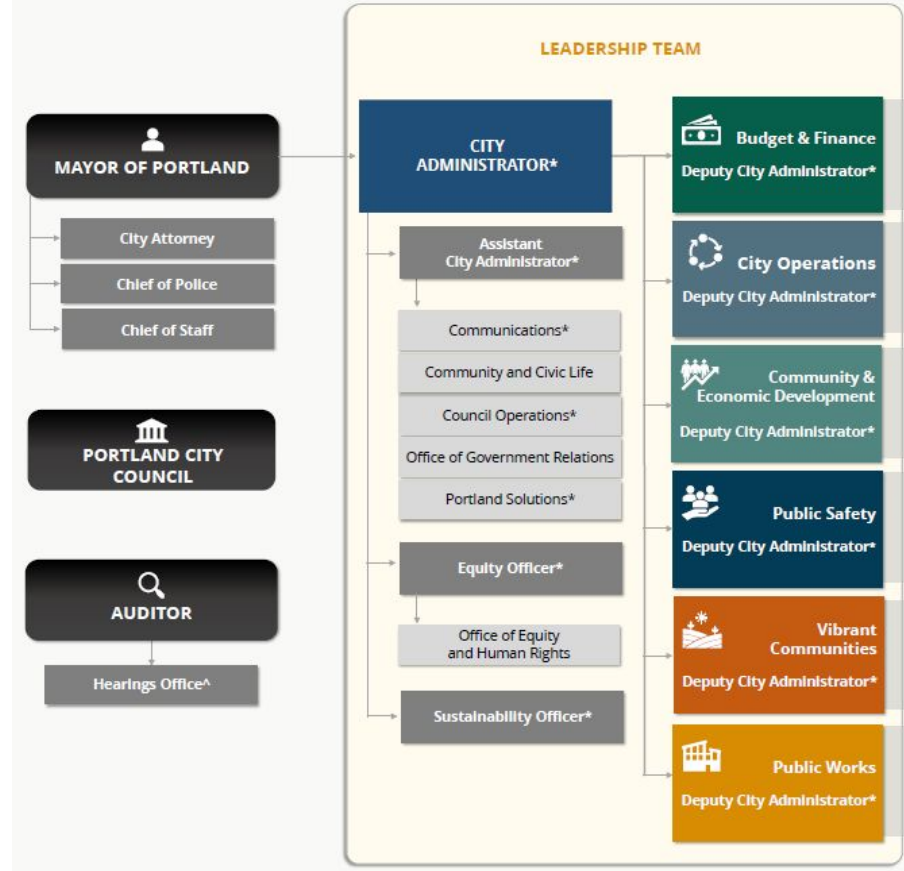 LEADERSHIP TEAM
MAYOR OF PORTLAND
City Attorney
Chief of Police
Chief of Staff
PORTLAND CITY
COUNCIL
AUDITOR
Hearings Office^
CITY
ADMINISTRATOR*
Assistant
City Administrator*
Communications*
Community and Civic Life
Council Operations*
Office of Government Relations
Portland Solutions*
Equity Officer*
Office of Equity
and Human Rights
Sustainability Officer*
Budget & Finance
Deputy City Administrator*
City Operations
Deputy City Administrator*
Community &
Economic Development
Deputy City Administrator*
Public Safety
Deputy City Administrator*
Vibrant
Communities
Deputy City Administrator*
Public Works
Deputy City Administrator*